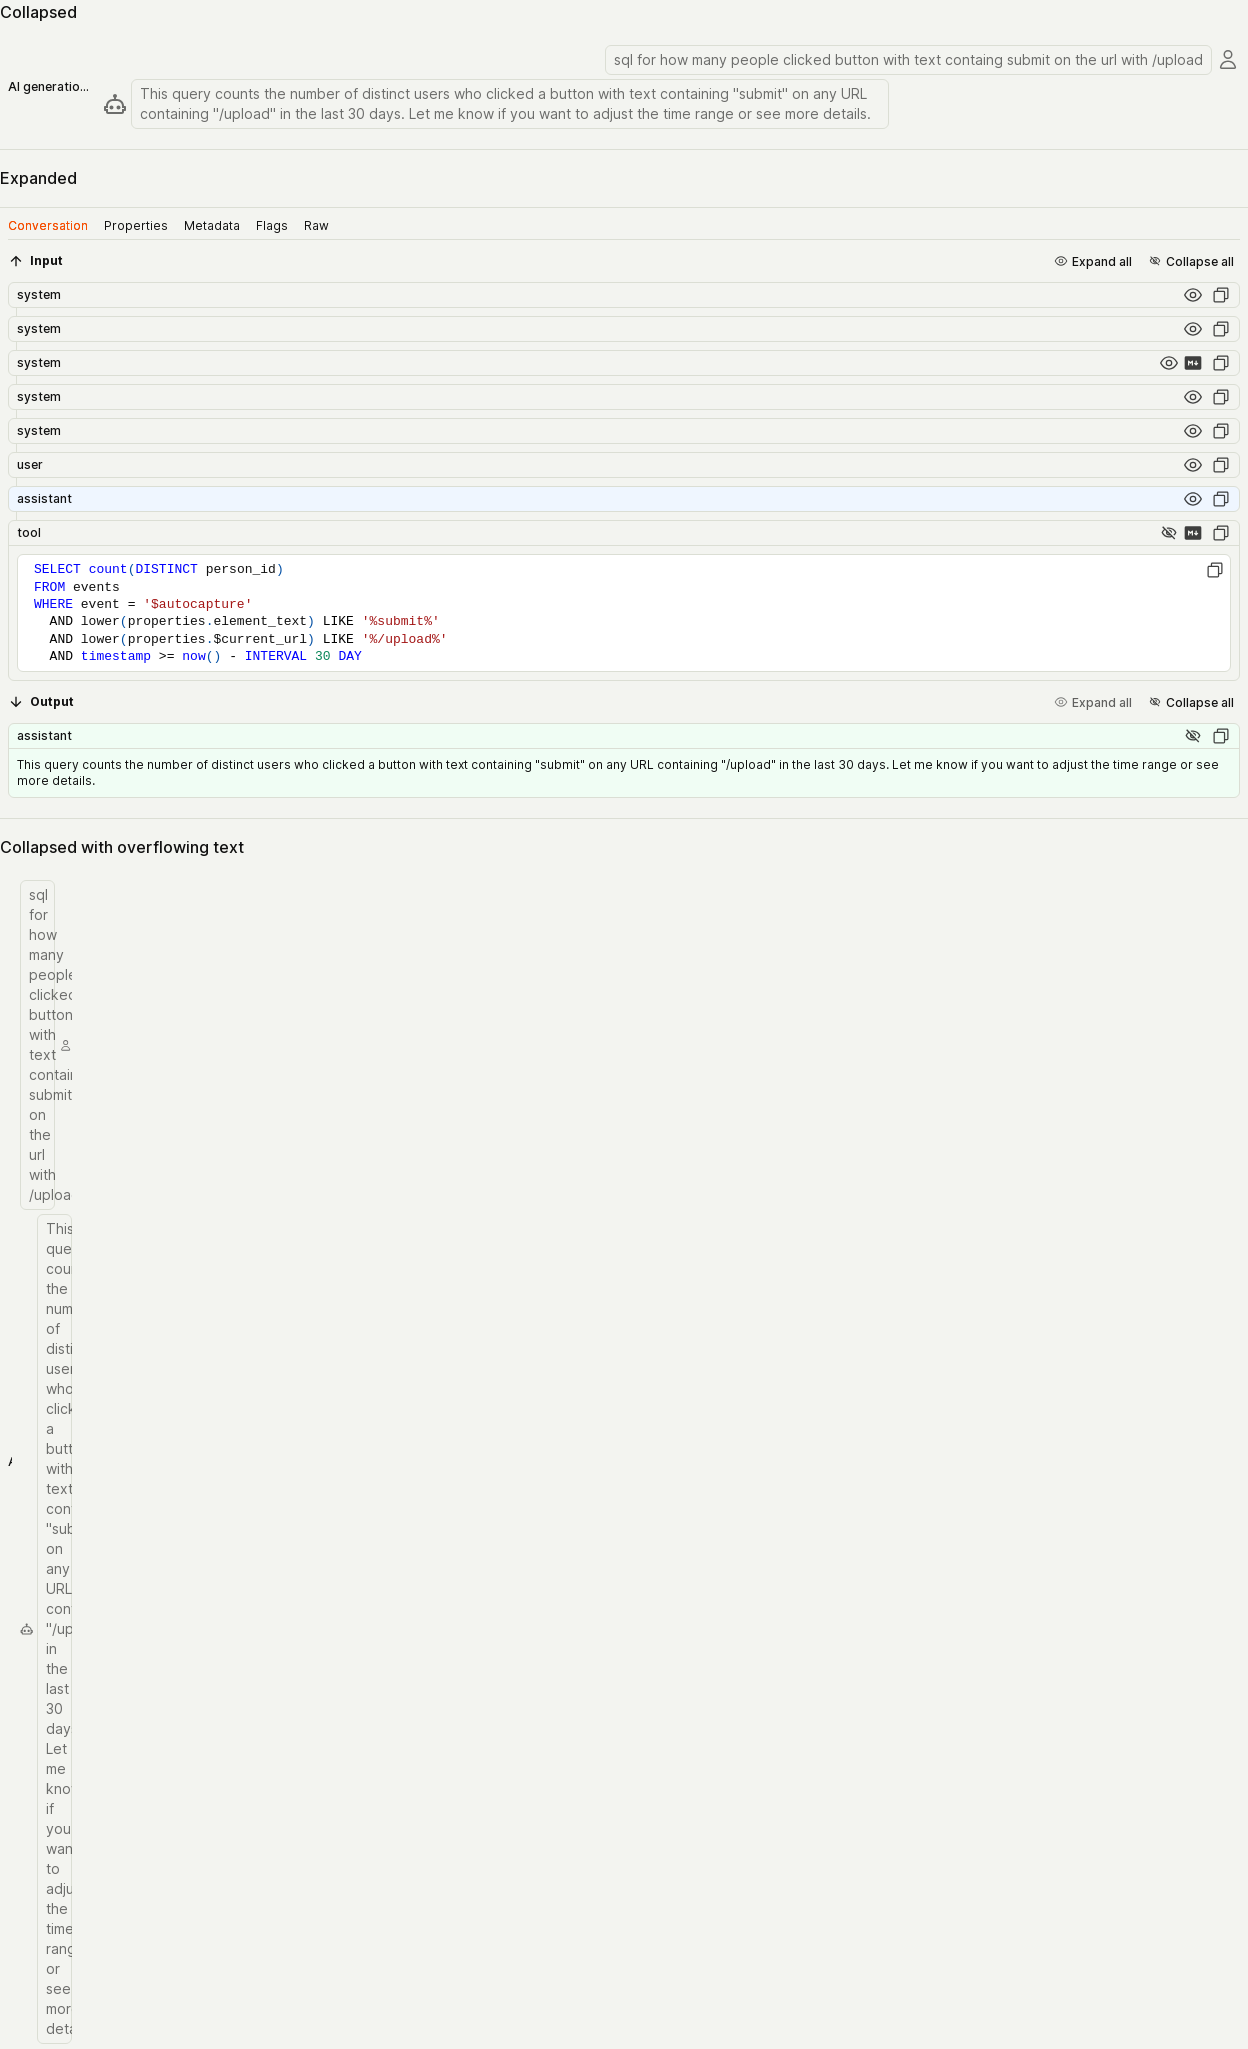 Collapsed
sql for how many people clicked button with text containg submit on the url with /upload
AI generatio...
This query counts the number of distinct users who clicked a button with text containing "submit" on any URL
containing "/upload" in the last 30 days. Let me know if you want to adjust the time range or see more details.
Expanded
Conversation Properties Metadata Flags Raw
Input Expand all Collapse all
system
system
system
system
system
user
assistant
tool
SELECT count(DISTINCT person_id)
FROM events
WHERE event = '$autocapture'
AND lower(properties.element_text) LIKE '%submit%'
AND lower(properties.$current_url) LIKE '%/upload%'
AND timestamp >= now() - INTERVAL 30 DAY
Output Expand all Collapse all
assistant
This query counts the number of distinct users who clicked a button with text containing "submit" on any URL containing "/upload" in the last 30 days. Let me know if you want to adjust the time range or see
more details.
Collapsed with overflowing text
sql
for
how
many
people
clicked
button
with
text
contain
submit
on
the
url
with
/uploa
This
que
cou
the
num
of
disti
user
who
click
a
butt
with
text
con
"sub
on
any
URL
con
"/up
in
the
last
30
day
Let
me
kno
if
you
wan
to
adju
the
time
rang
or
see
mor
deta